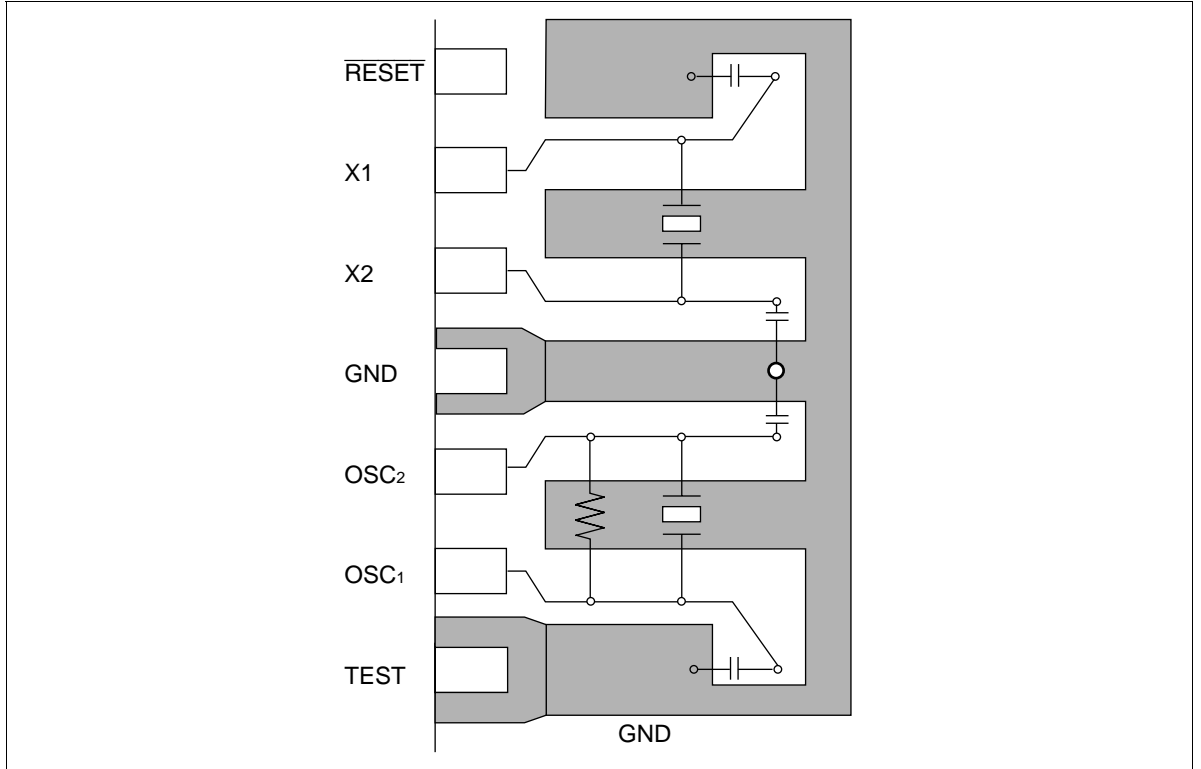 RESET
X1
X2
GND
OSC2
OSC1
TEST
GND